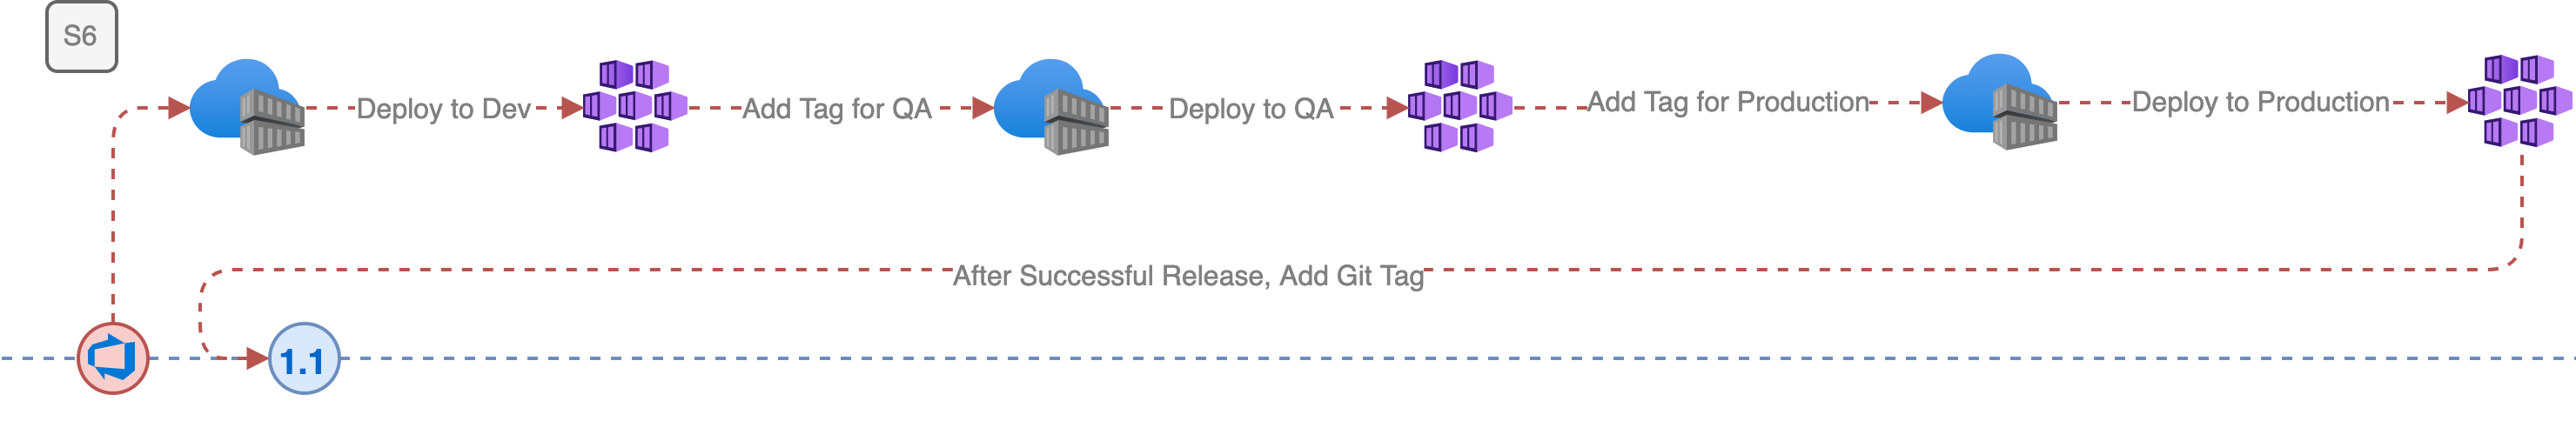 S6
Deploy to Dev
Add Tag for QA
Deploy to QA
Add Tag for Production
Deploy to Production
After Successful Release, Add Git Tag
1.1